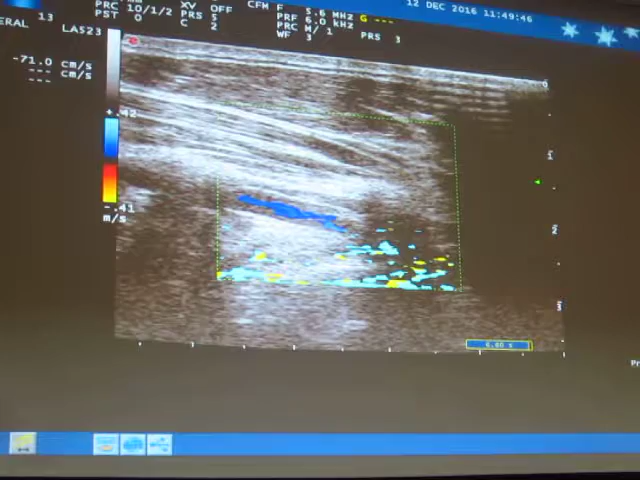 PRC 10/1/2
PST 0
XV OFF
PRS 5
C 2
CFM F 5.6 MHZ G ---
PRF 6.0 kHZ
PRC M/ 1
WF 3
PRS 3
12 DEC 2016 11:49:46
ERAL 13 LAS23
-71.0 cm/s
--- cm/s
---
+.42
-.41
m/s
0
1
2
3